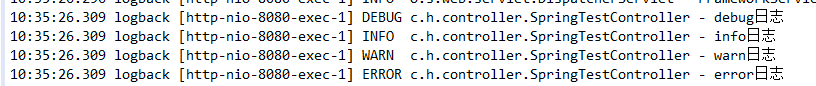 10:35:26.309 logback [http-nio-8080-exec-1] DEBUG c.h.controller.SpringTestController - debug日志
10:35:26.309 logback [http-nio-8080-exec-1] INFO  c.h.controller.SpringTestController - info日志
10:35:26.309 logback [http-nio-8080-exec-1] WARN  c.h.controller.SpringTestController - warn日志
10:35:26.309 logback [http-nio-8080-exec-1] ERROR c.h.controller.SpringTestController - error日志